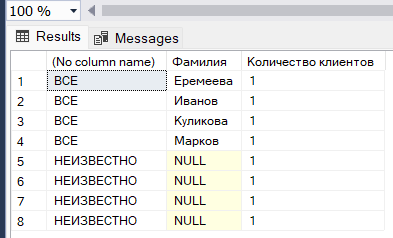 100 %
Results Messages
(No column name) Фамилия Количество клиентов
1 ВСЕ Еремеева 1
2 ВСЕ Иванов 1
3 ВСЕ Куликова 1
4 ВСЕ Марков 1
5 НЕИЗВЕСТНО NULL 1
6 НЕИЗВЕСТНО NULL 1
7 НЕИЗВЕСТНО NULL 1
8 НЕИЗВЕСТНО NULL 1